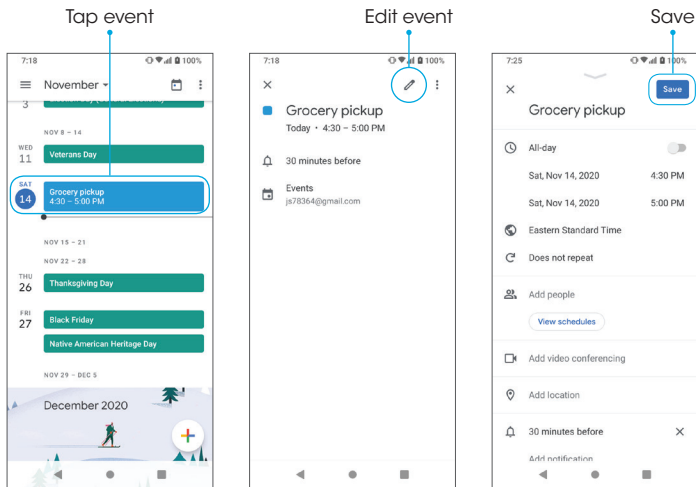 Tap event
Edit event
Save
7:18
100%
November
3
NOV 8 – 14
WED
11
Veterans Day
SAT
14
Grocery pickup
4:30 – 5:00 PM
NOV 15 – 21
NOV 22 – 28
THU
26
Thanksgiving Day
FRI
27
Black Friday
Native American Heritage Day
NOV 29 – DEC 5
December 2020
7:18
100%
Grocery pickup
Today • 4:30 – 5:00 PM
30 minutes before
Events
js78364@gmail.com
7:25
100%
Save
Grocery pickup
All-day
Sat, Nov 14, 2020 4:30 PM
Sat, Nov 14, 2020 5:00 PM
Eastern Standard Time
Does not repeat
Add people
View schedules
Add video conferencing
Add location
30 minutes before
Add notification